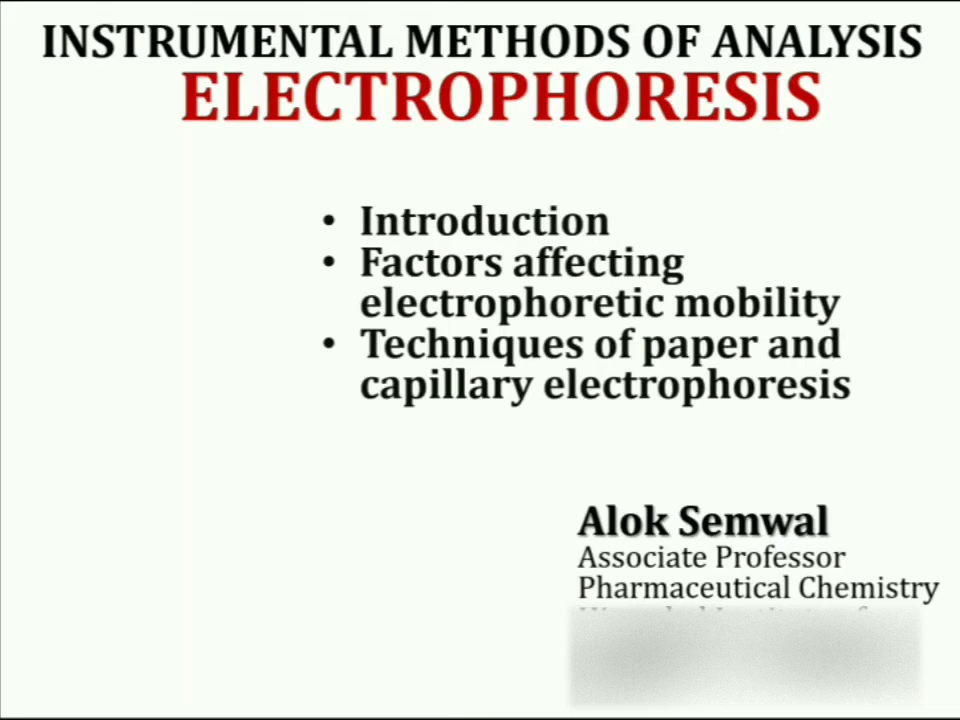 INSTRUMENTAL METHODS OF ANALYSIS
ELECTROPHORESIS
• Introduction
• Factors affecting
electrophoretic mobility
• Techniques of paper and
capillary electrophoresis
Alok Semwal
Associate Professor
Pharmaceutical Chemistry